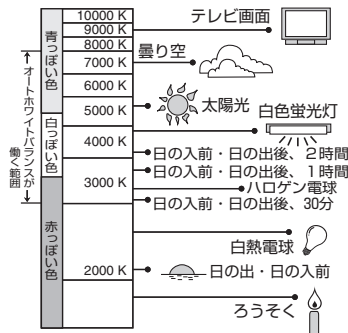 オートホワイトバランスが
働く範囲
青っぽい色
白っぽい色
赤っぽい色
10000 K
9000 K
8000 K
7000 K
6000 K
5000 K
4000 K
3000 K
2000 K
テレビ画面
曇り空
太陽光
白色蛍光灯
日の入前・日の出後、2時間
日の入前・日の出後、1時間
ハロゲン電球
日の入前・日の出後、30分
白熱電球
日の出・日の入前
ろうそく